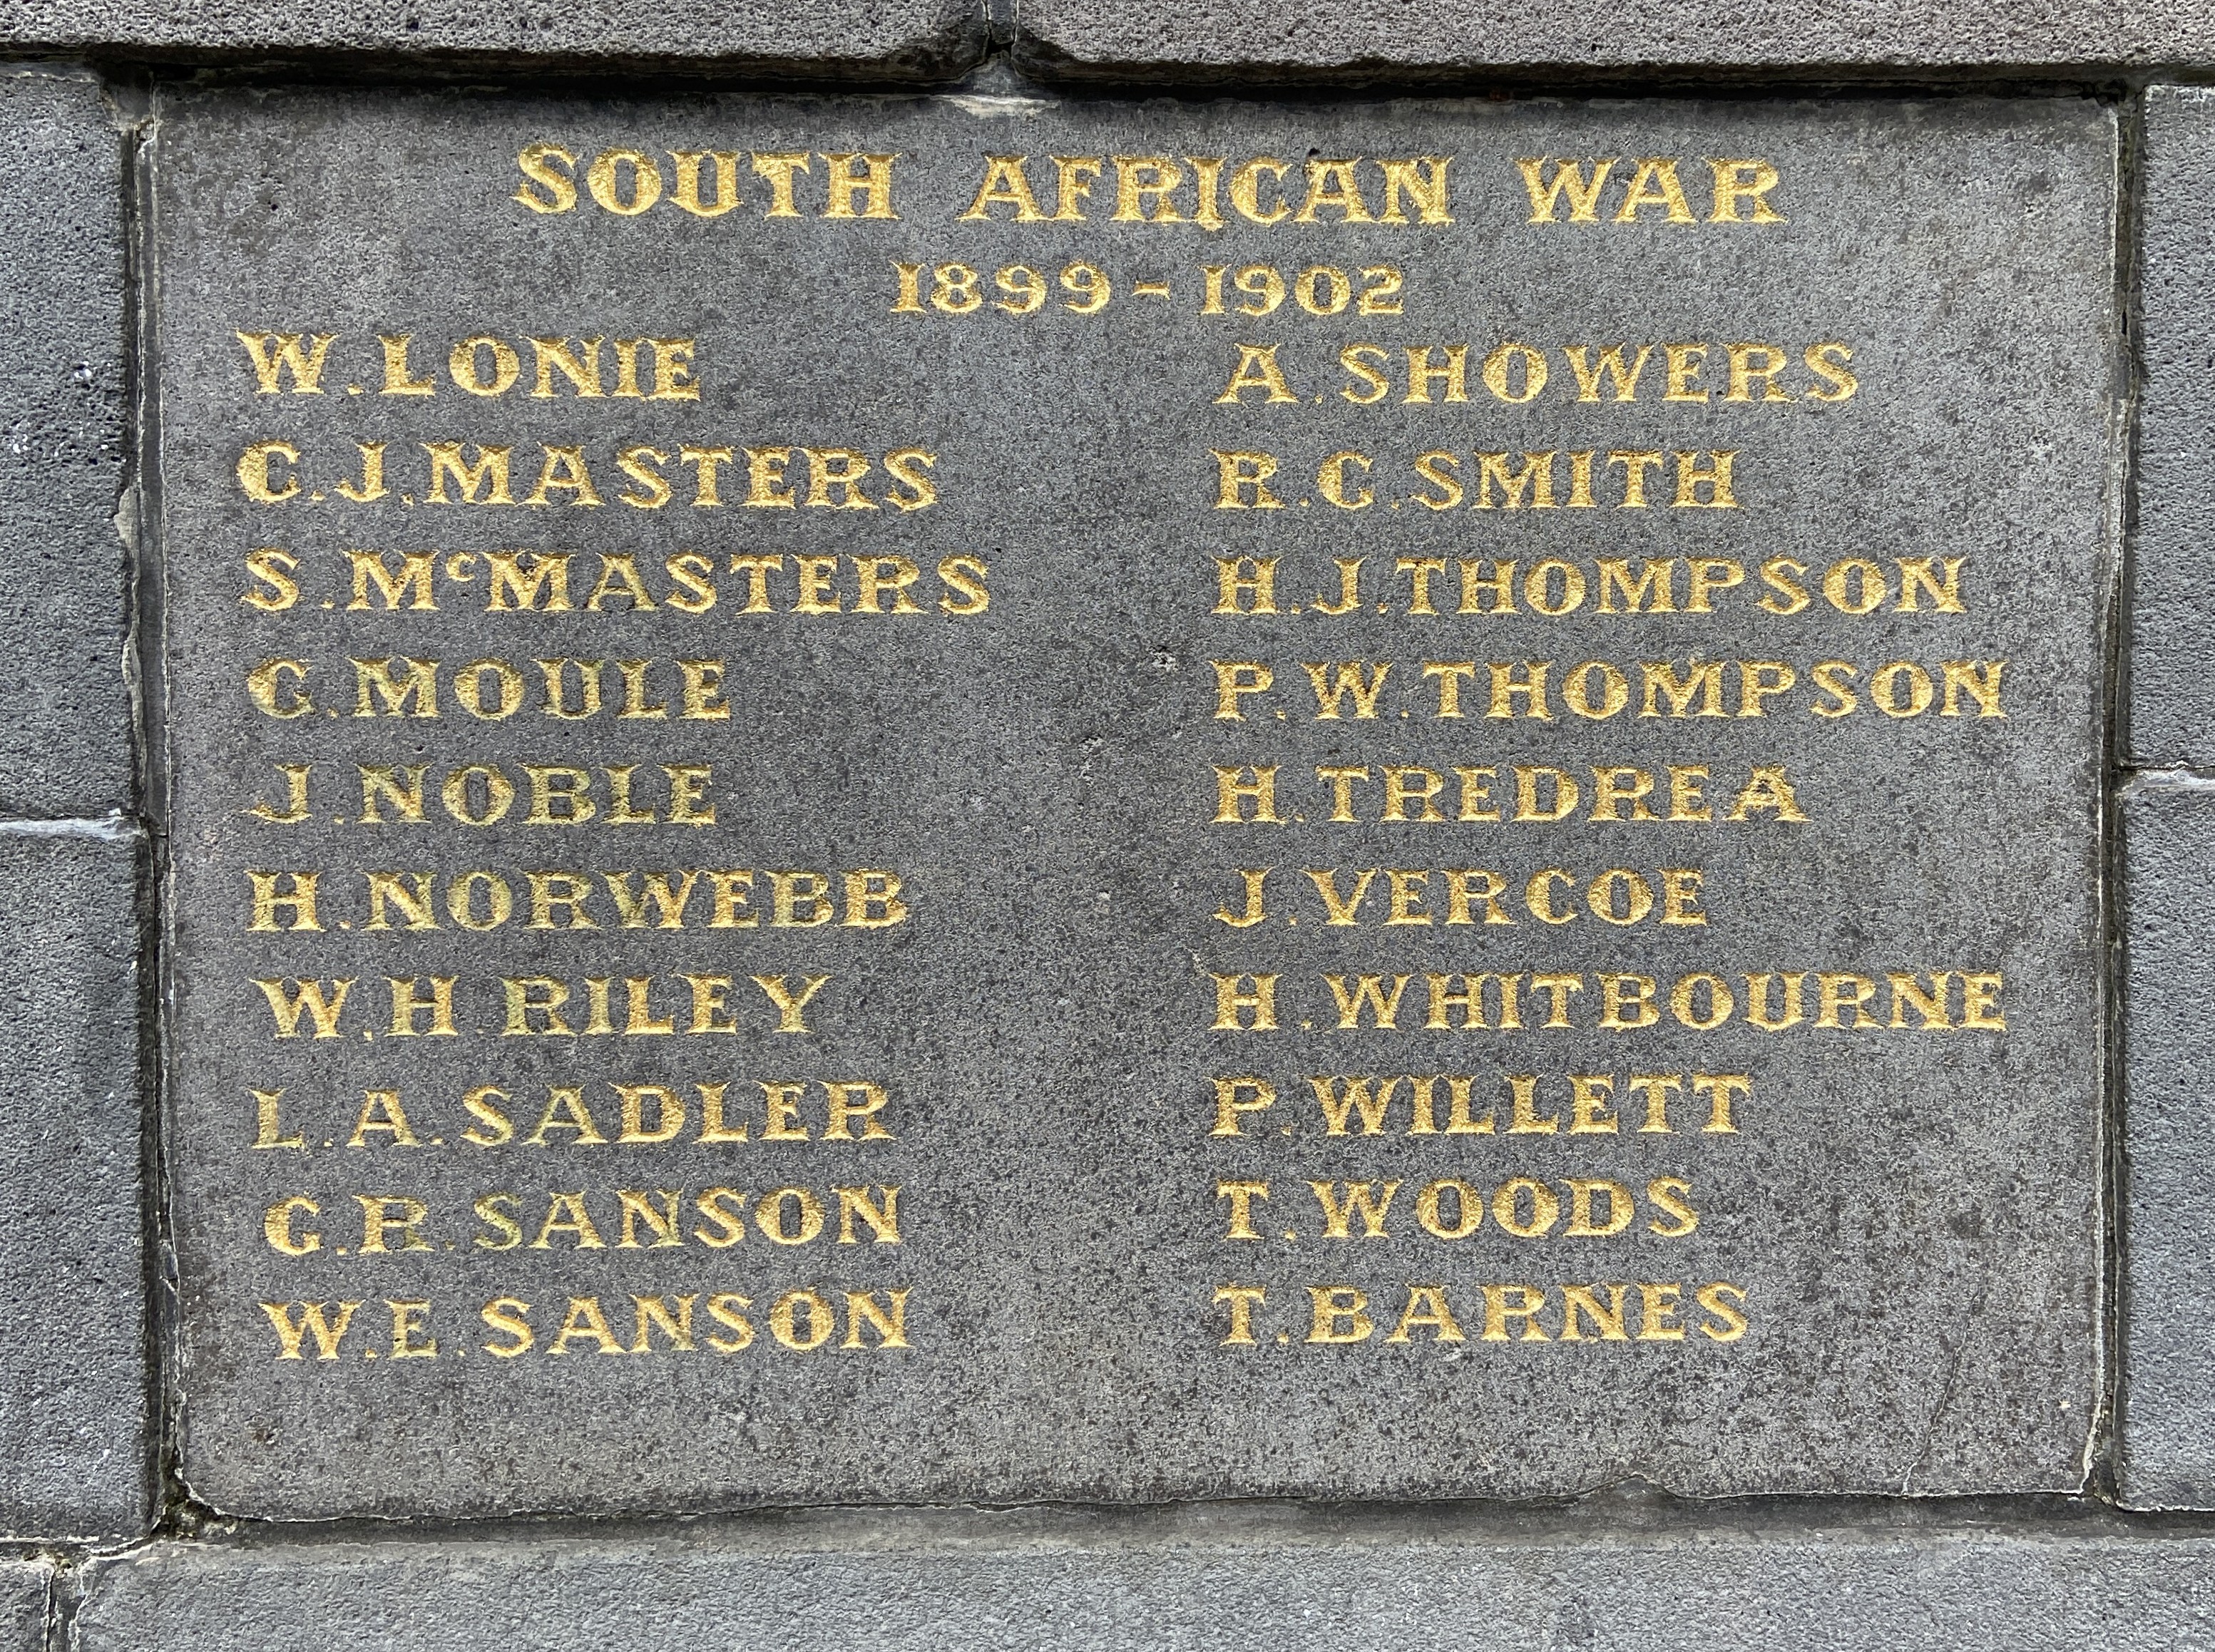 SOUTH AFRICAN WAR
1899-1902
W. LONIE
C. J. MASTERS
S. McMASTERS
G. MOULE
J. NOBLE
H. NORWEBB
W. H. RILEY
L. A. SADLER
G. R. SANSON
W. E. SANSON
A. SHOWERS
R. G. SMITH
H. J. THOMPSON
P. W. THOMPSON
H. TREDREA
J. VERCOE
H. WHITBOURNE
P. WILLETT
T. WOODS
T. BARNES